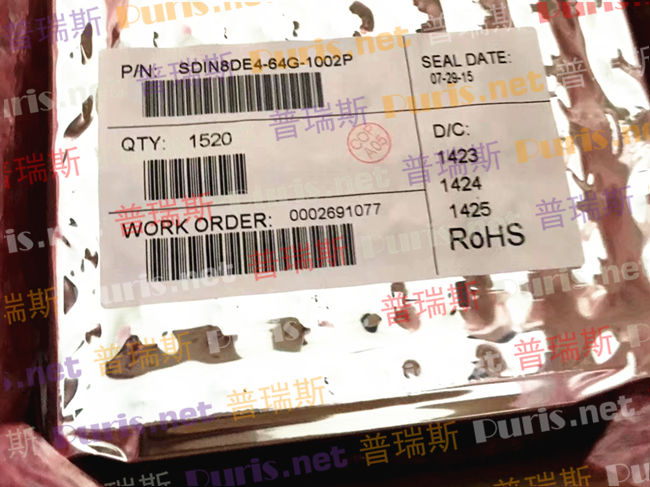 P/N: SDIN8DE4-64G-1002P
SEAL DATE:
07-29-15
QTY: 1520
COP
A05
D/C:
1423
1424
1425
WORK ORDER: 0002691077
RoHS
普瑞斯 Puris.net